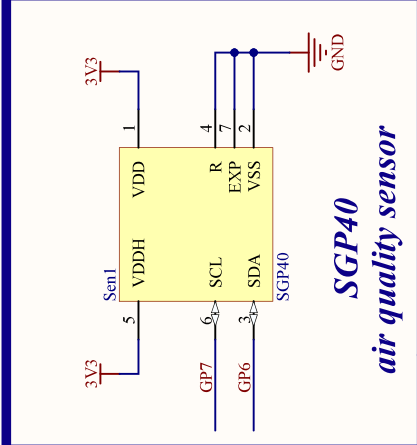 3V3
3V3
Sen1
5
VDDH
VDD
1
GP7
6
SCL
R
4
EXP
7
GP6
3
SDA
VSS
2
SGP40
GND
SGP40
air quality sensor